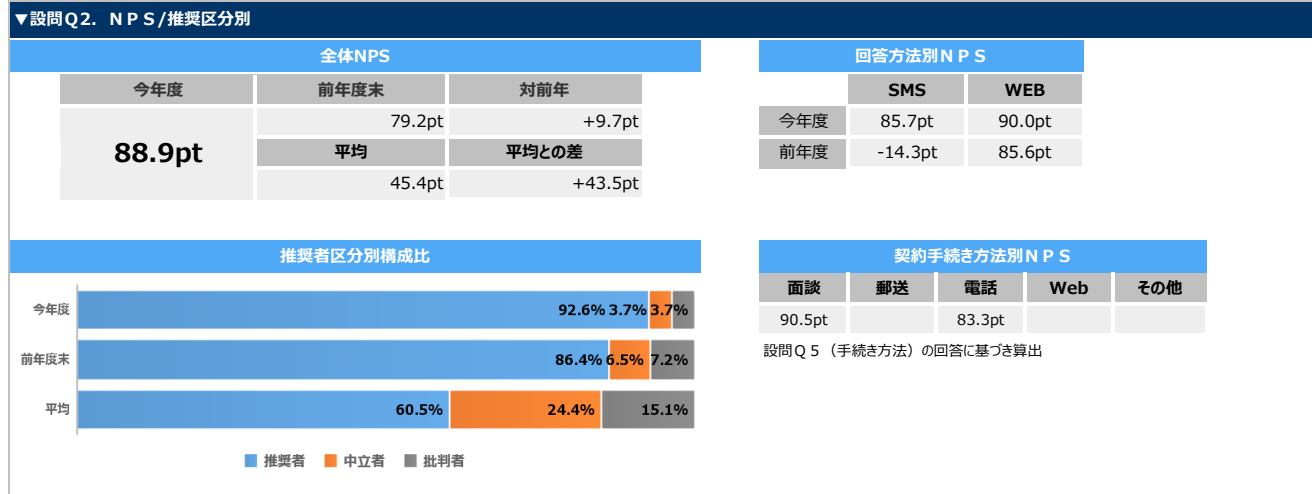 ▼設問Q2. NPS/推奨区分別
全体NPS
今年度 前年度末 対前年
88.9pt
79.2pt +9.7pt
平均 平均との差
45.4pt +43.5pt
回答方法別NPS
SMS WEB
今年度 85.7pt 90.0pt
前年度 -14.3pt 85.6pt
推奨者区分別構成比
今年度 92.6% 3.7% 3.7%
前年度末 86.4% 6.5% 7.2%
平均 60.5% 24.4% 15.1%
推奨者 中立者 批判者
契約手続き方法別NPS
面談 郵送 電話 Web その他
90.5pt 83.3pt
設問Q5(手続き方法)の回答に基づき算出